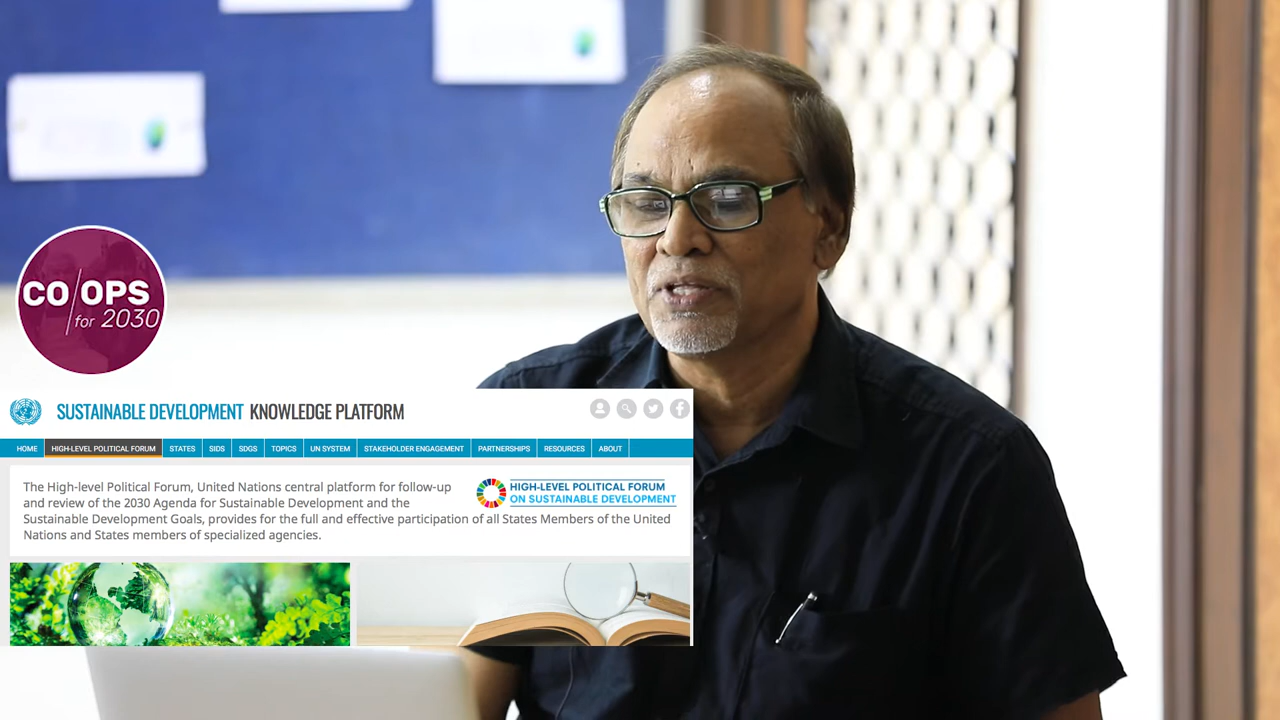 CO/OPS
for 2030
SUSTAINABLE DEVELOPMENT KNOWLEDGE PLATFORM
HOME HIGH-LEVEL POLITICAL FORUM STATES SIDS SDGS TOPICS UN SYSTEM STAKEHOLDER ENGAGEMENT PARTNERSHIPS RESOURCES ABOUT
The High-level Political Forum, United Nations central platform for follow-up
and review of the 2030 Agenda for Sustainable Development and the
Sustainable Development Goals, provides for the full and effective participation of all States Members of the United
Nations and States members of specialized agencies.
HIGH-LEVEL POLITICAL FORUM
ON SUSTAINABLE DEVELOPMENT